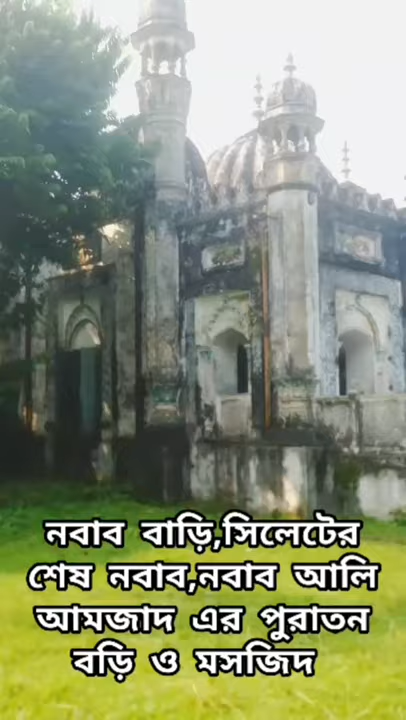 নবাব বাড়ি,সিলেটের
শেষ নবাব,নবাব আলি
আমজাদ এর পুরাতন
বড়ি ও মসজিদ